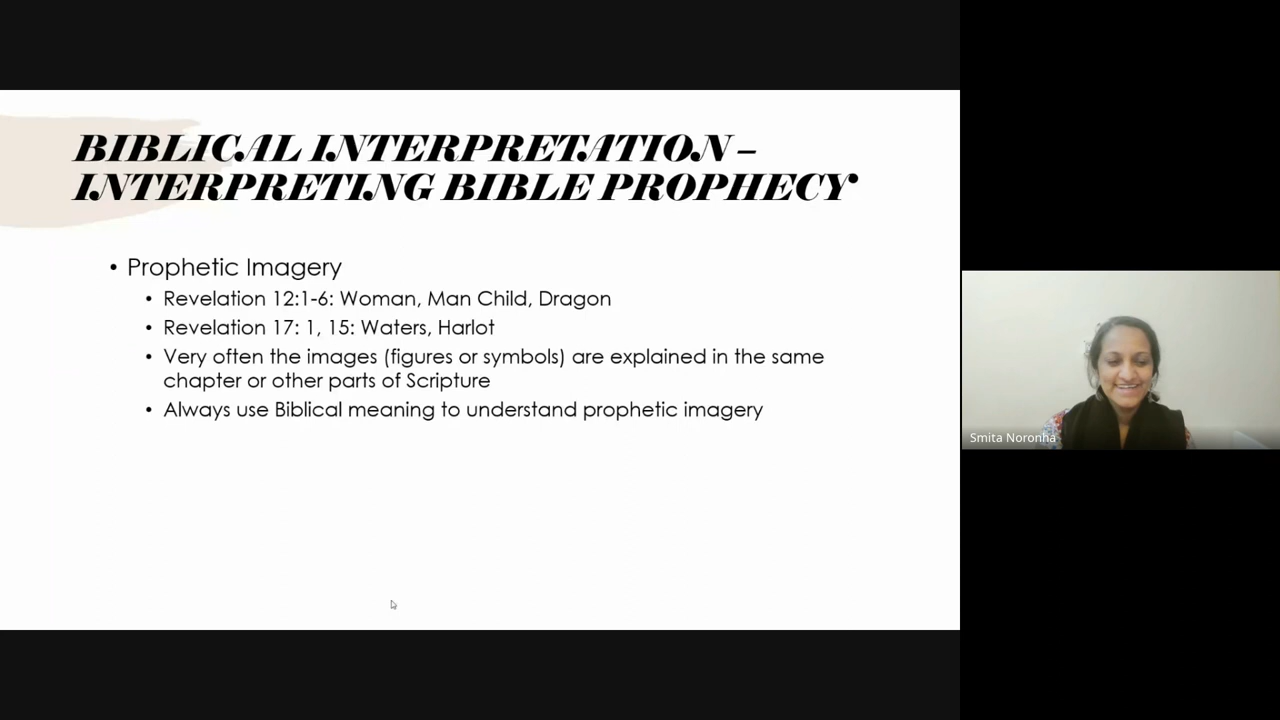 BIBLICAL INTERPRETATION –
INTERPRETING BIBLE PROPHECY
• Prophetic Imagery
• Revelation 12:1-6: Woman, Man Child, Dragon
• Revelation 17: 1, 15: Waters, Harlot
• Very often the images (figures or symbols) are explained in the same
chapter or other parts of Scripture
• Always use Biblical meaning to understand prophetic imagery
Smita Noronha